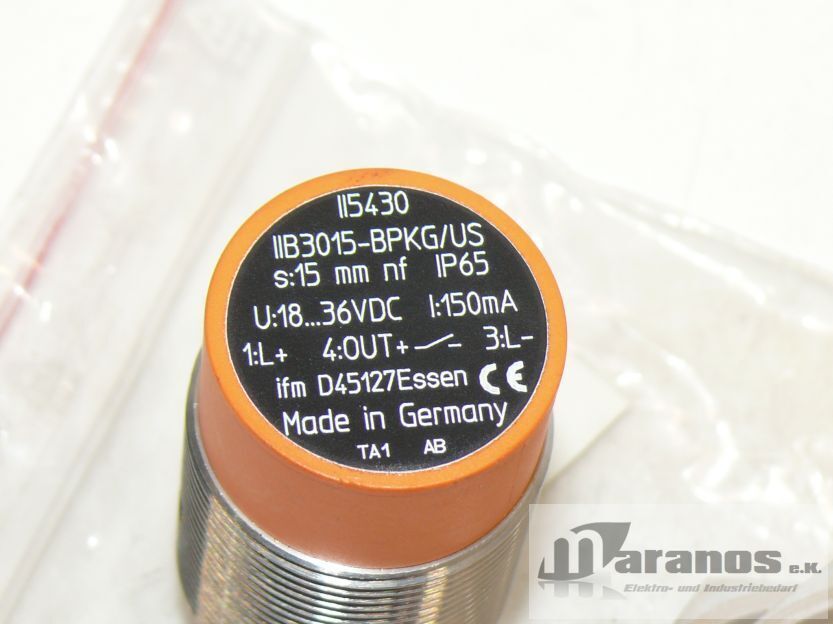 II5430
IIB3015-BPKG/US
s:15 mm nf IP65
U:18...36VDC I:150mA
1:L+ 4:OUT+ 3:L-
ifm D45127Essen CE
Made in Germany
TA1 AB
Maranos e.K.
Elektro- und Industriebedarf